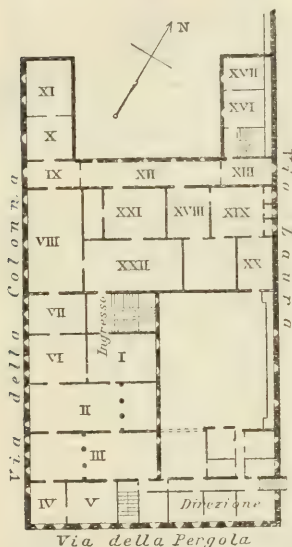 N
XI
XVII
X
XVI
IX
XII
XIII
VIII
XXI
XVIII
XIX
XXII
XX
VII
Ingresso
VI
I
II
III
IV
V
Direzione
Via della Colonna
Via Laura
Via della Pergola